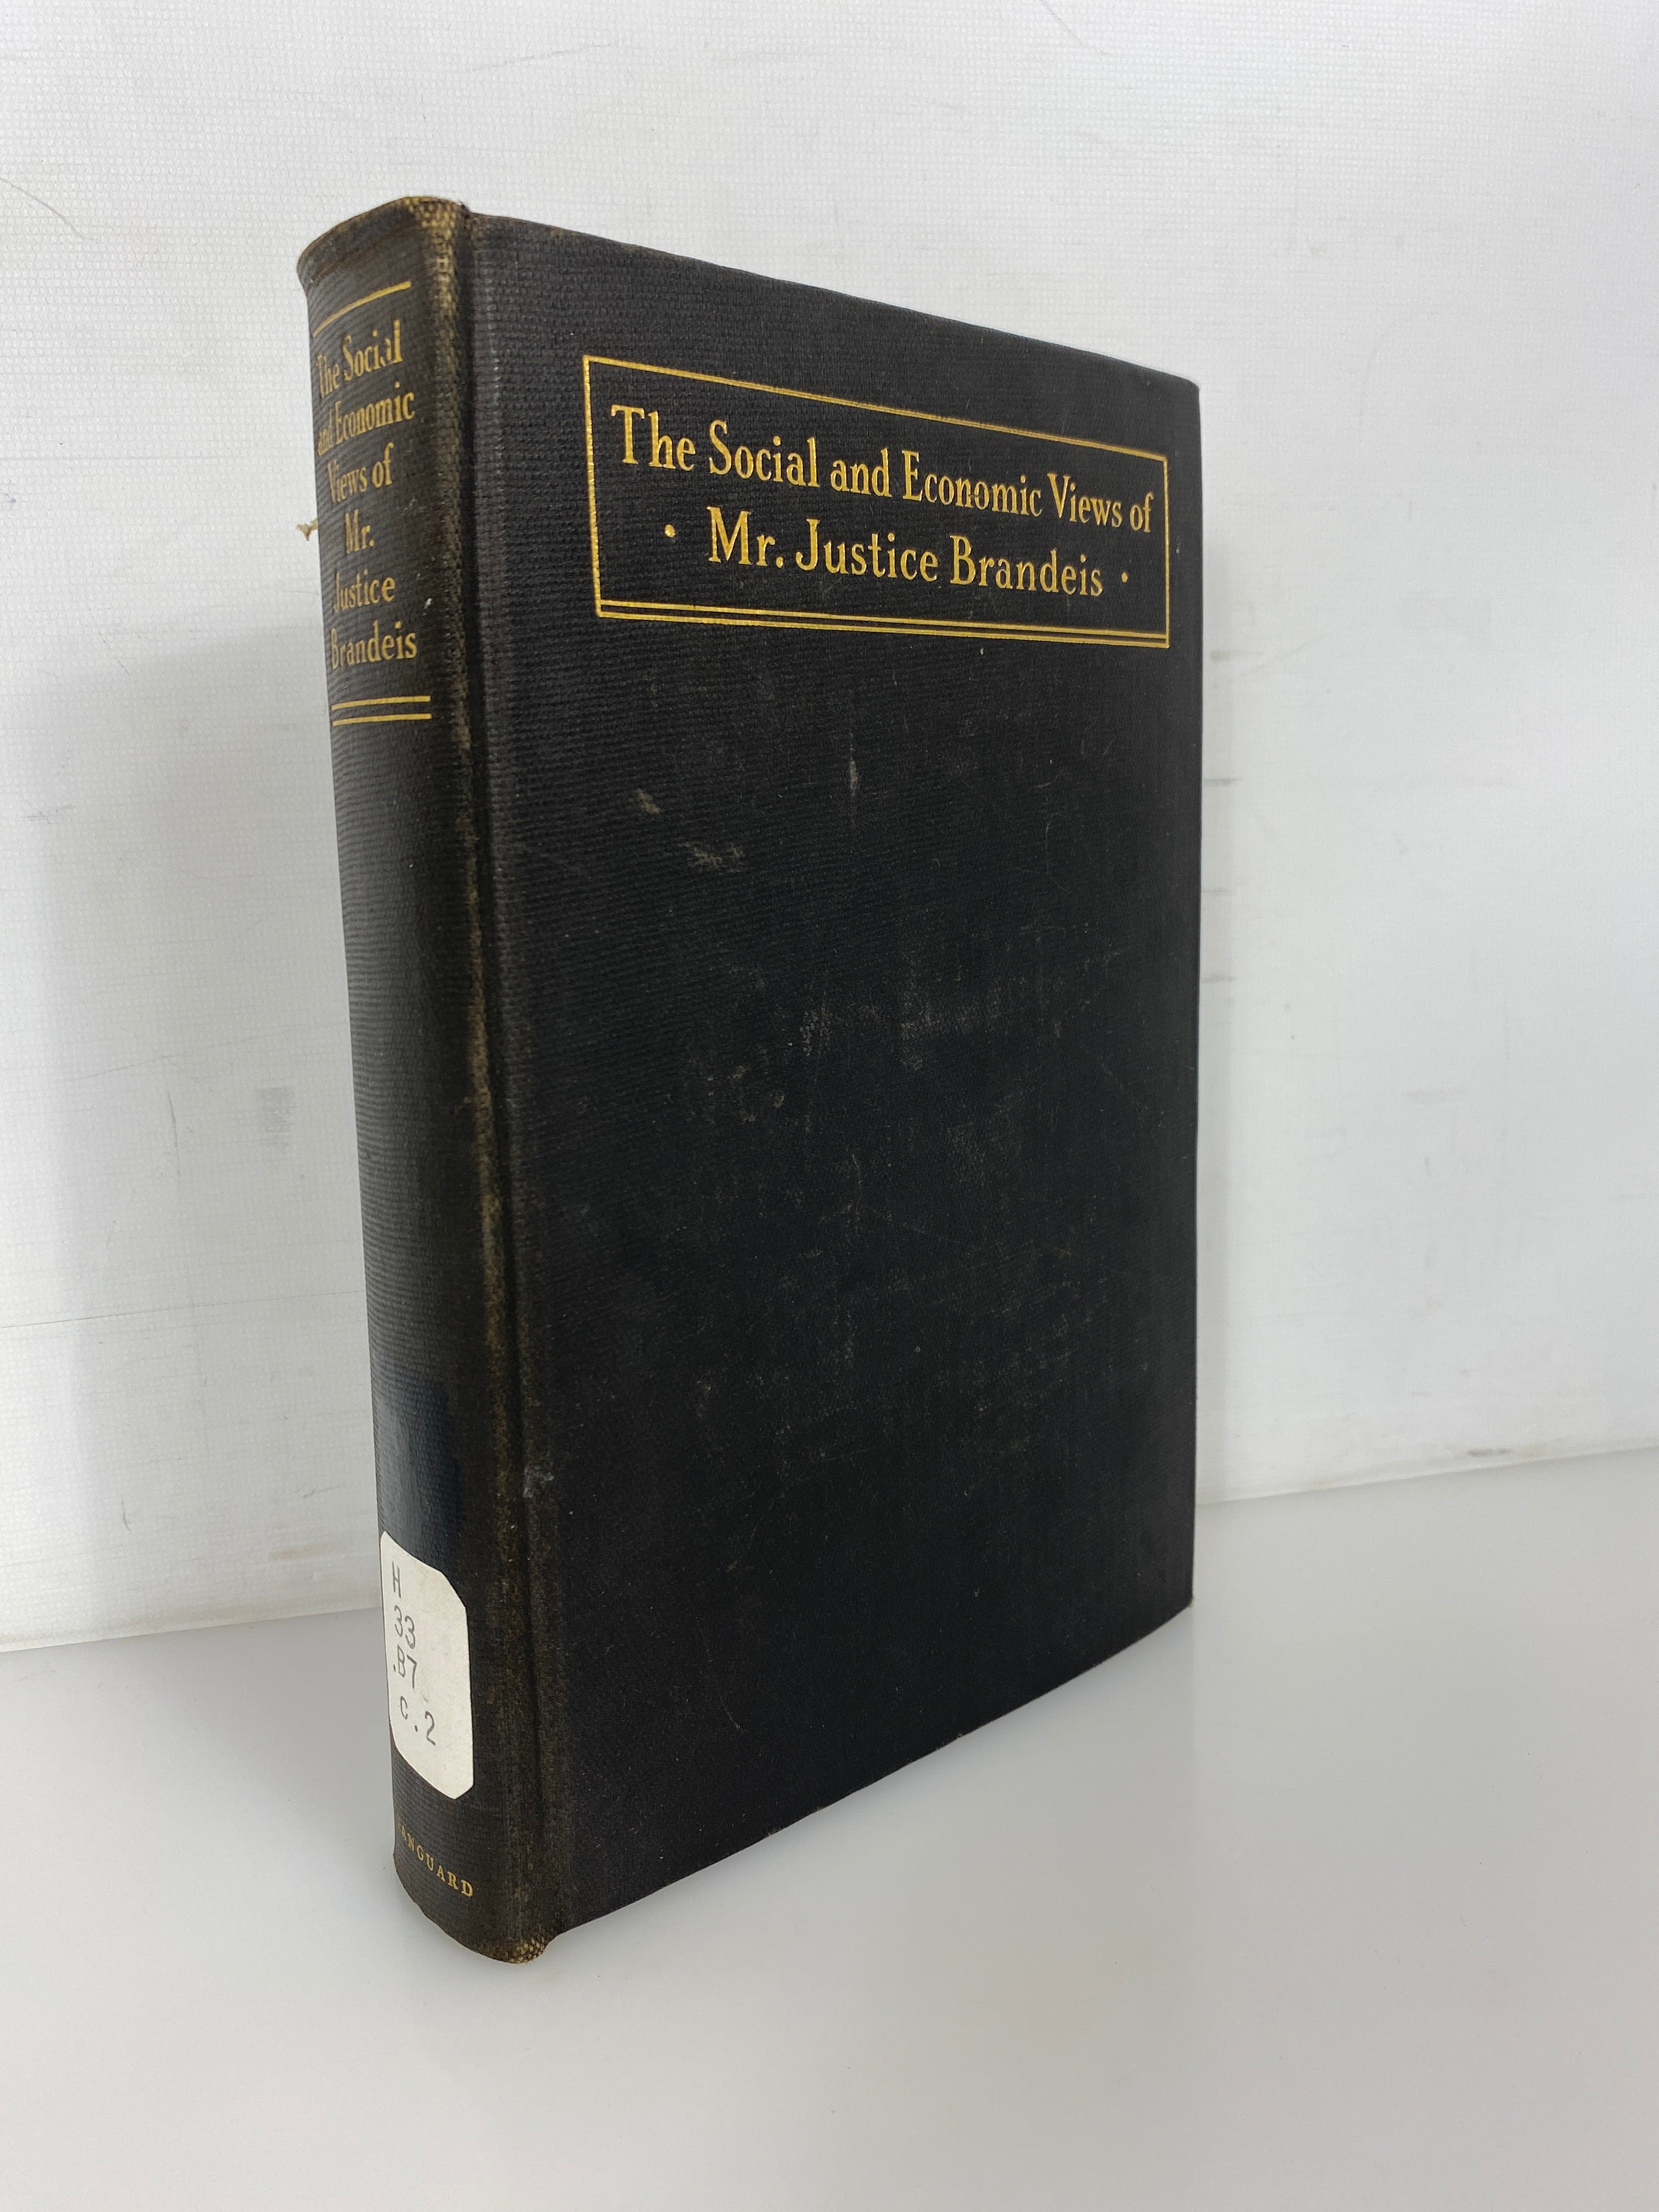 The Social
and Economic
Views of
Mr.
Justice
Brandeis
The Social and Economic Views of
· Mr. Justice Brandeis ·
H
33
.B7
c.2
VANGUARD